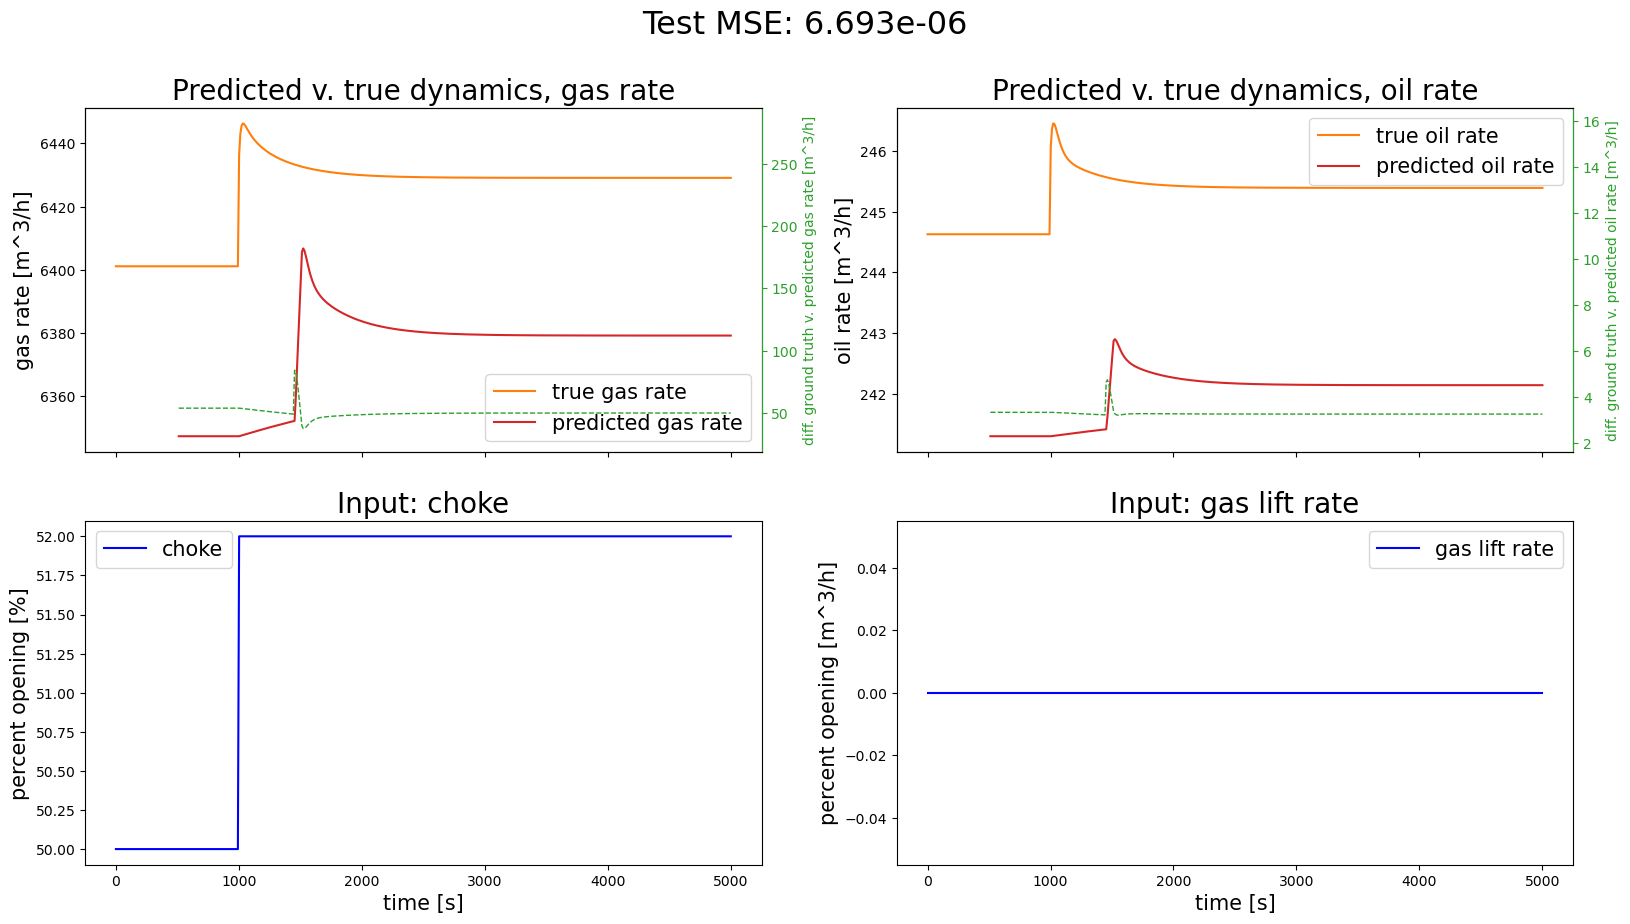 Test MSE: 6.693e-06
Predicted v. true dynamics, gas rate
gas rate [m^3/h]
6440
6420
6400
6380
6360
250
200
150
100
50
diff. ground truth v. predicted gas rate [m^3/h]
true gas rate
predicted gas rate
Predicted v. true dynamics, oil rate
oil rate [m^3/h]
246
245
244
243
242
16
14
12
10
8
6
4
2
diff. ground truth v. predicted oil rate [m^3/h]
true oil rate
predicted oil rate
Input: choke
percent opening [%]
52.00
51.75
51.50
51.25
51.00
50.75
50.50
50.25
50.00
choke
0
1000
2000
3000
4000
5000
time [s]
Input: gas lift rate
percent opening [m^3/h]
0.04
0.02
0.00
−0.02
−0.04
gas lift rate
0
1000
2000
3000
4000
5000
time [s]